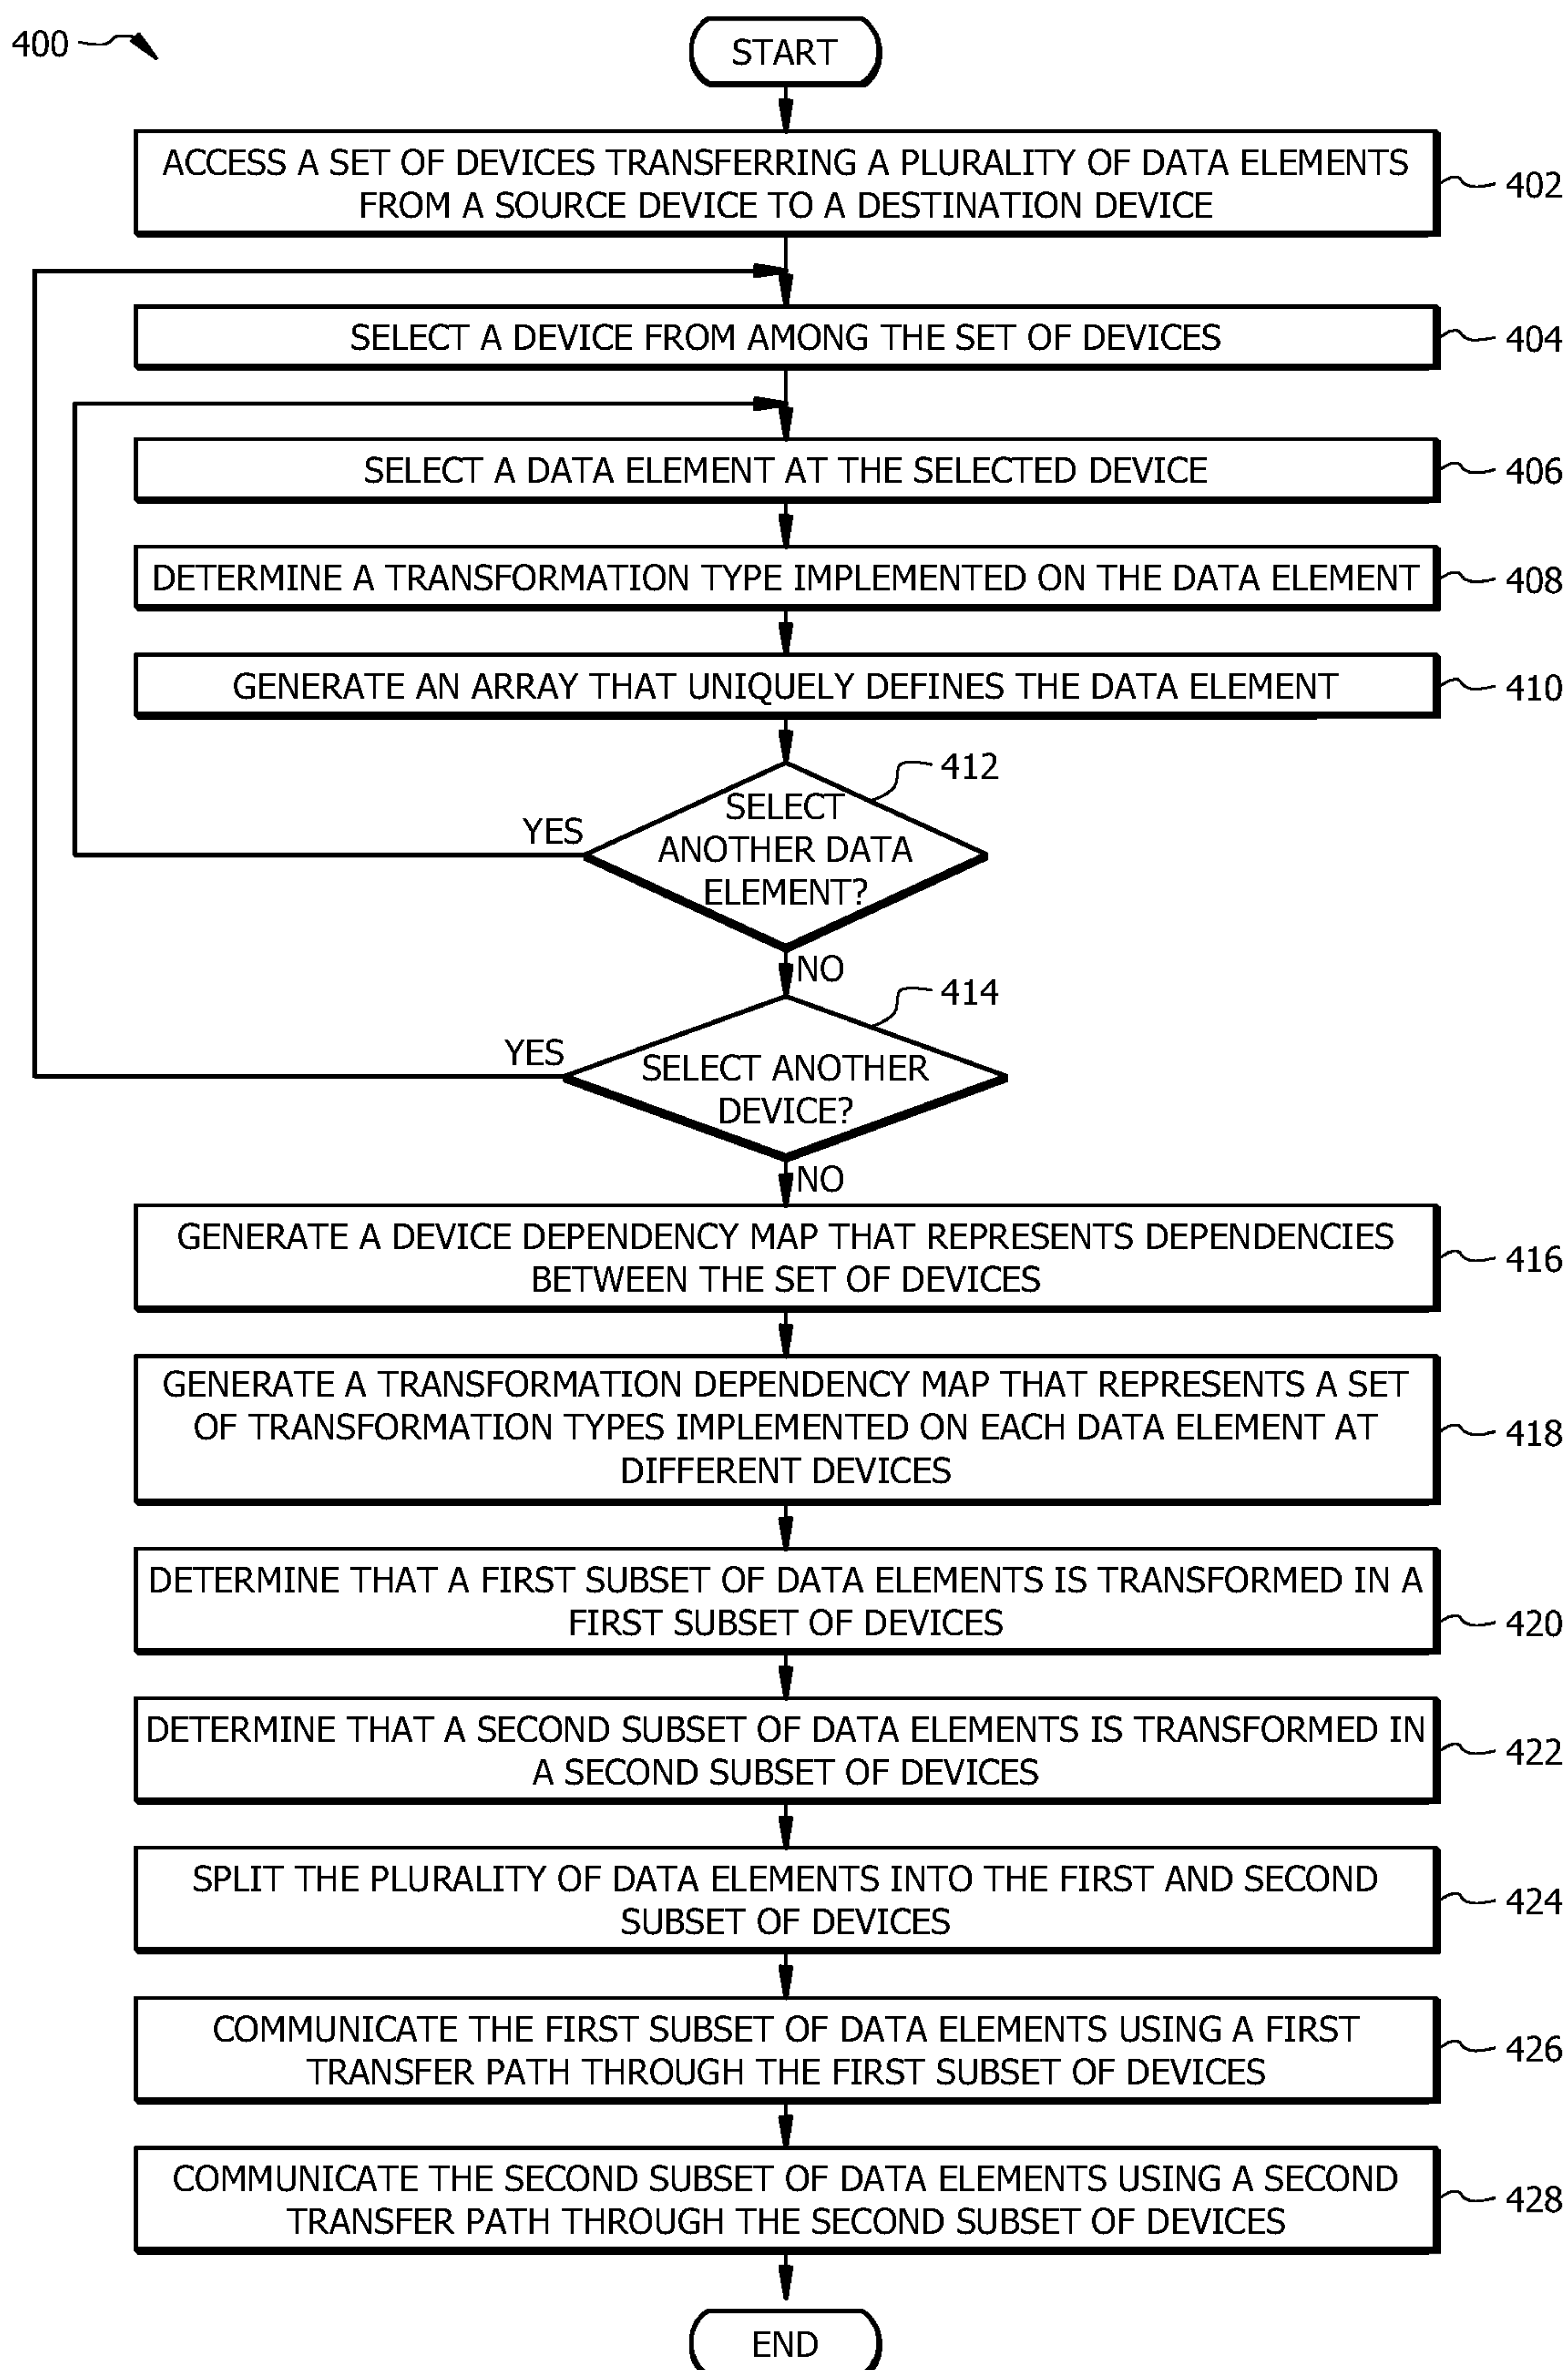 400
START
ACCESS A SET OF DEVICES TRANSFERRING A PLURALITY OF DATA ELEMENTS
FROM A SOURCE DEVICE TO A DESTINATION DEVICE
402
SELECT A DEVICE FROM AMONG THE SET OF DEVICES
404
SELECT A DATA ELEMENT AT THE SELECTED DEVICE
406
DETERMINE A TRANSFORMATION TYPE IMPLEMENTED ON THE DATA ELEMENT
408
GENERATE AN ARRAY THAT UNIQUELY DEFINES THE DATA ELEMENT
410
412
SELECT
ANOTHER DATA
ELEMENT?
YES
NO
414
SELECT ANOTHER
DEVICE?
YES
NO
GENERATE A DEVICE DEPENDENCY MAP THAT REPRESENTS DEPENDENCIES
BETWEEN THE SET OF DEVICES
416
GENERATE A TRANSFORMATION DEPENDENCY MAP THAT REPRESENTS A SET
OF TRANSFORMATION TYPES IMPLEMENTED ON EACH DATA ELEMENT AT
DIFFERENT DEVICES
418
DETERMINE THAT A FIRST SUBSET OF DATA ELEMENTS IS TRANSFORMED IN A
FIRST SUBSET OF DEVICES
420
DETERMINE THAT A SECOND SUBSET OF DATA ELEMENTS IS TRANSFORMED IN
A SECOND SUBSET OF DEVICES
422
SPLIT THE PLURALITY OF DATA ELEMENTS INTO THE FIRST AND SECOND
SUBSET OF DEVICES
424
COMMUNICATE THE FIRST SUBSET OF DATA ELEMENTS USING A FIRST
TRANSFER PATH THROUGH THE FIRST SUBSET OF DEVICES
426
COMMUNICATE THE SECOND SUBSET OF DATA ELEMENTS USING A SECOND
TRANSFER PATH THROUGH THE SECOND SUBSET OF DEVICES
428
END